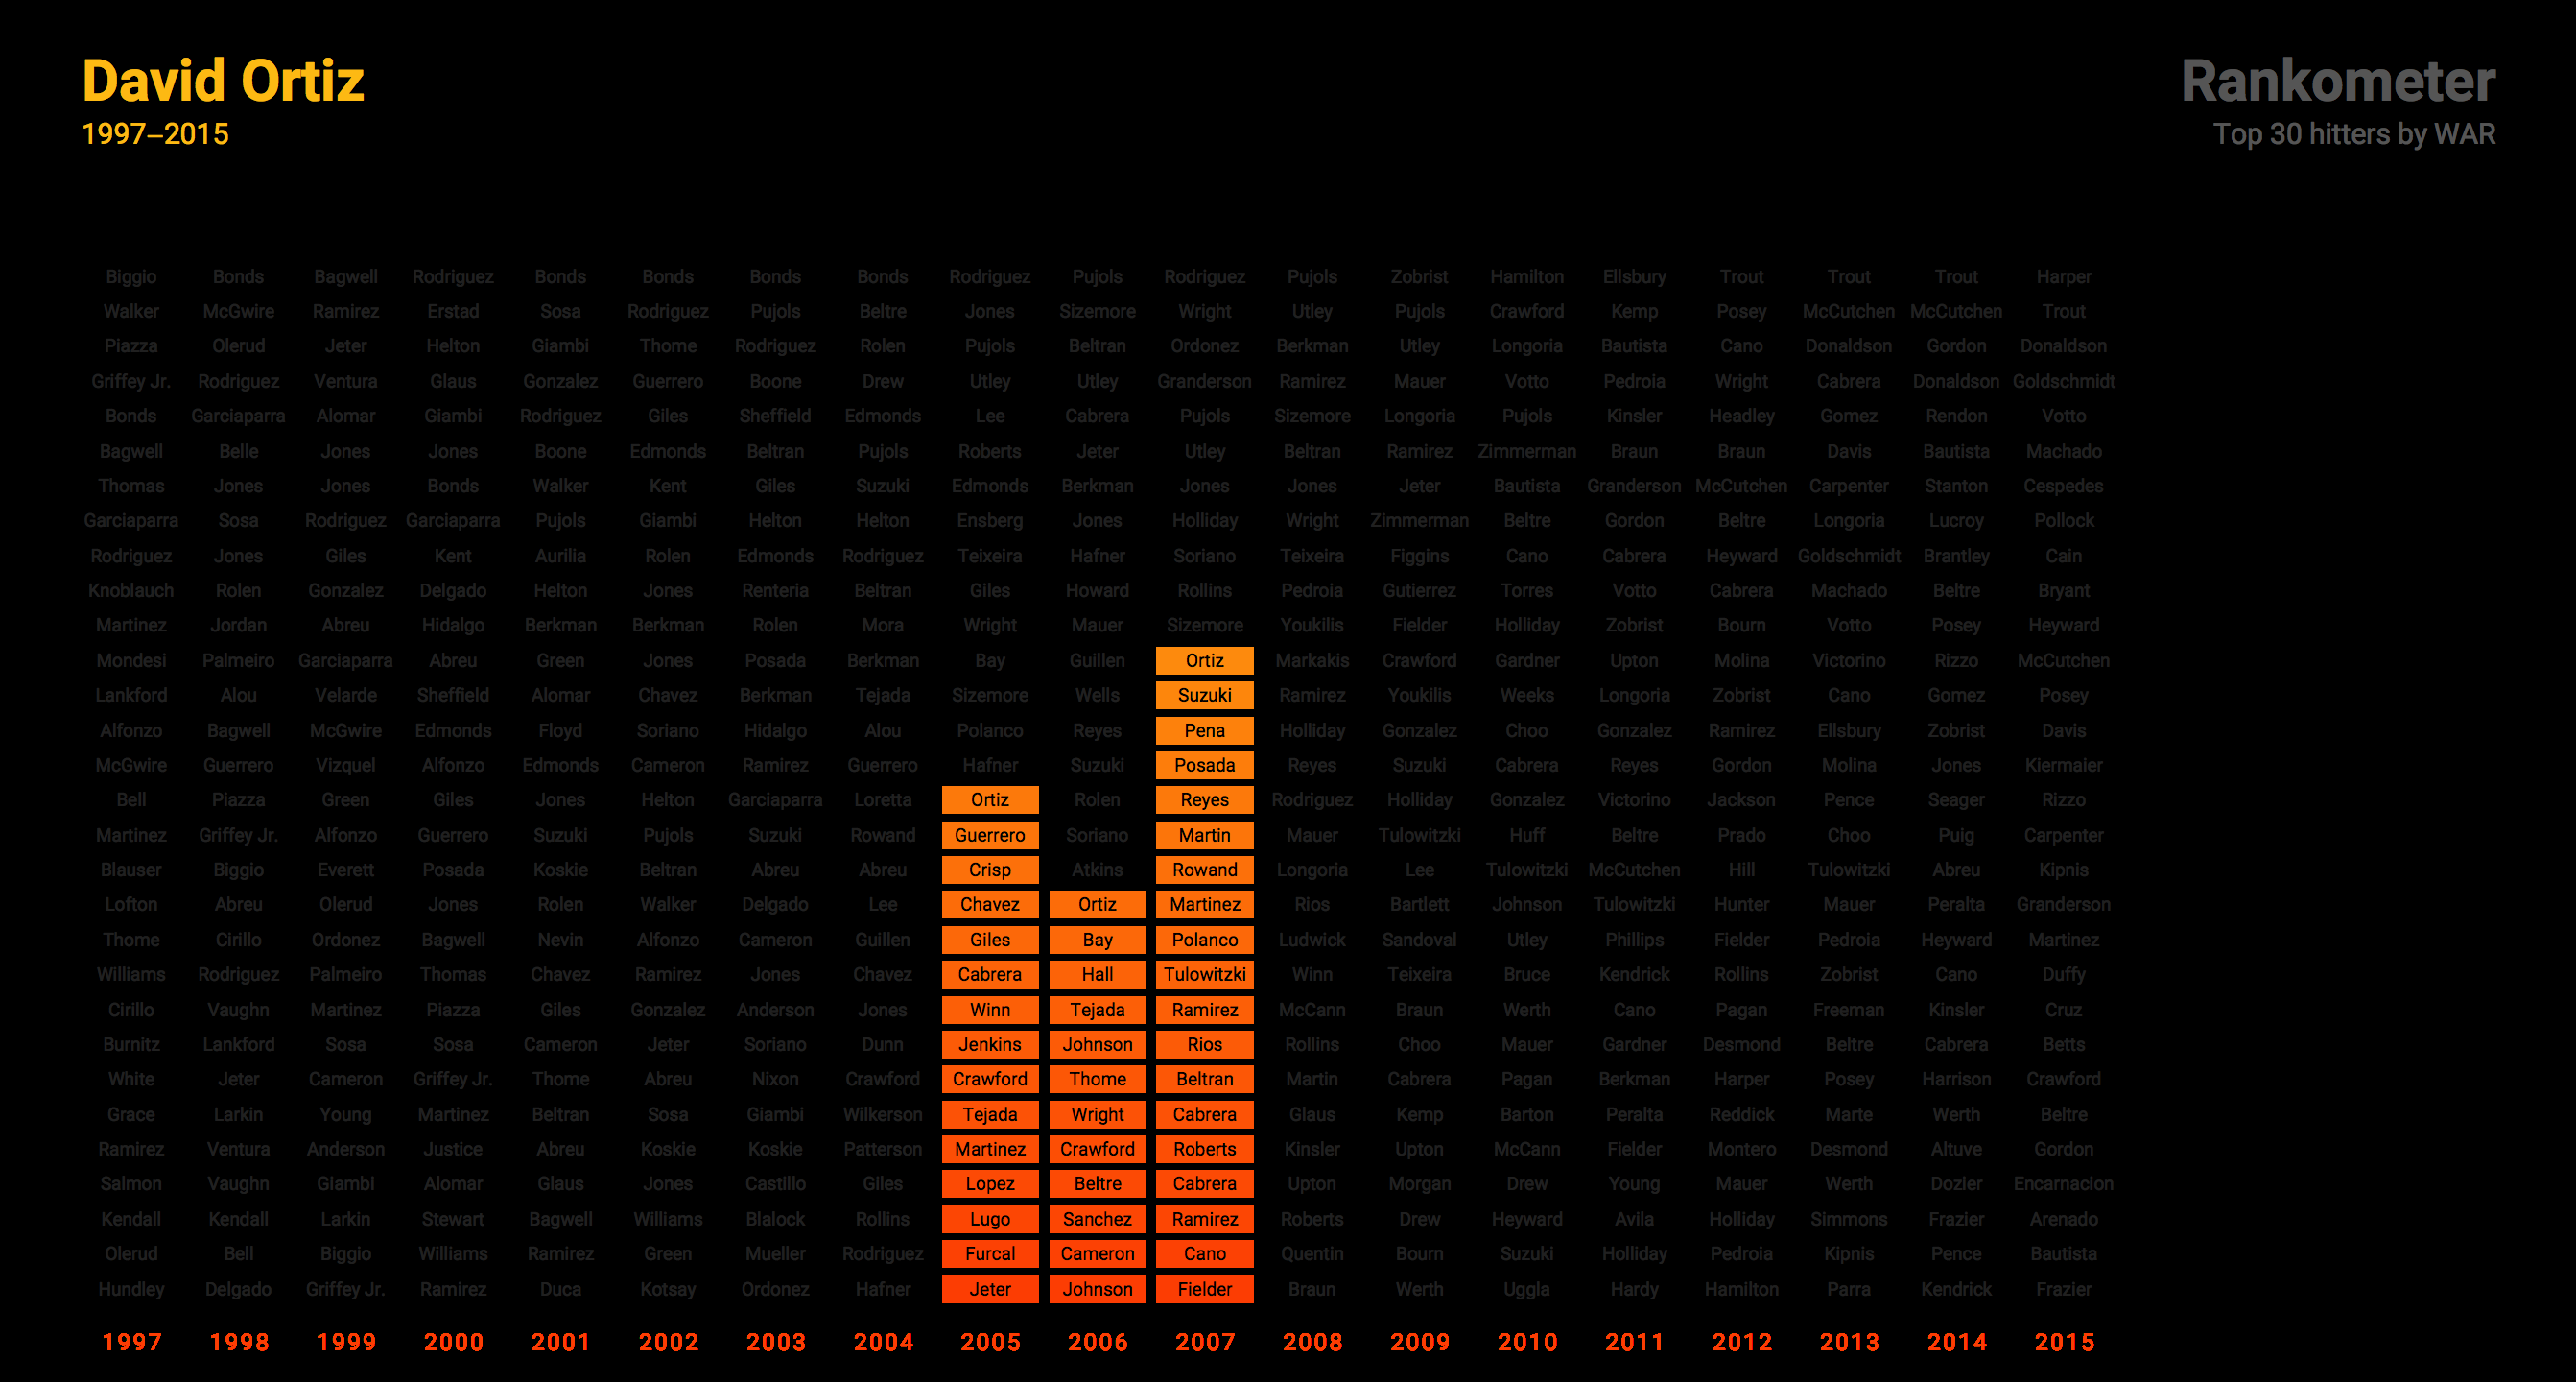 David Ortiz
1997–2015
Rankometer
Top 30 hitters by WAR
Biggio Bonds Bagwell Rodriguez Bonds Bonds Bonds Bonds Rodriguez Pujols Rodriguez Pujols Zobrist Hamilton Ellsbury Trout Trout Trout Harper
Walker McGwire Ramirez Erstad Sosa Rodriguez Pujols Beltre Jones Sizemore Wright Utley Pujols Crawford Kemp Posey McCutchen McCutchen Trout
Piazza Olerud Jeter Helton Giambi Thome Rodriguez Rolen Pujols Beltran Ordonez Berkman Utley Longoria Bautista Cano Donaldson Gordon Donaldson
Griffey Jr. Rodriguez Ventura Glaus Gonzalez Guerrero Boone Drew Utley Utley Granderson Ramirez Mauer Votto Pedroia Wright Cabrera Donaldson Goldschmidt
Bonds Garciaparra Alomar Giambi Rodriguez Giles Sheffield Edmonds Lee Cabrera Pujols Sizemore Longoria Pujols Kinsler Headley Gomez Rendon Votto
Bagwell Belle Jones Jones Boone Edmonds Beltran Pujols Roberts Jeter Utley Beltran Ramirez Zimmerman Braun Braun Davis Bautista Machado
Thomas Jones Jones Bonds Walker Kent Giles Suzuki Edmonds Berkman Jones Jones Jeter Bautista Granderson McCutchen Carpenter Stanton Cespedes
Garciaparra Sosa Rodriguez Garciaparra Pujols Giambi Helton Helton Ensberg Jones Holliday Wright Zimmerman Beltre Gordon Beltre Longoria Lucroy Pollock
Rodriguez Jones Giles Kent Aurilia Rolen Edmonds Rodriguez Teixeira Hafner Soriano Teixeira Figgins Cano Cabrera Heyward Goldschmidt Brantley Cain
Knoblauch Rolen Gonzalez Delgado Helton Jones Renteria Beltran Giles Howard Rollins Pedroia Gutierrez Torres Votto Cabrera Machado Beltre Bryant
Martinez Jordan Abreu Hidalgo Berkman Berkman Rolen Mora Wright Mauer Sizemore Youkilis Fielder Holliday Zobrist Bourn Votto Posey Heyward
Mondesi Palmeiro Garciaparra Abreu Green Jones Posada Berkman Bay Guillen Ortiz Markakis Crawford Gardner Upton Molina Victorino Rizzo McCutchen
Lankford Alou Velarde Sheffield Alomar Chavez Berkman Tejada Sizemore Wells Suzuki Ramirez Youkilis Weeks Longoria Zobrist Cano Gomez Posey
Alfonzo Bagwell McGwire Edmonds Floyd Soriano Hidalgo Alou Polanco Reyes Pena Holliday Gonzalez Choo Gonzalez Ramirez Ellsbury Zobrist Davis
McGwire Guerrero Vizquel Alfonzo Edmonds Cameron Ramirez Guerrero Hafner Suzuki Posada Reyes Suzuki Cabrera Reyes Gordon Molina Jones Kiermaier
Bell Piazza Green Giles Jones Helton Garciaparra Loretta Ortiz Rolen Reyes Rodriguez Holliday Gonzalez Victorino Jackson Pence Seager Rizzo
Martinez Griffey Jr. Alfonzo Guerrero Suzuki Pujols Suzuki Rowand Guerrero Soriano Martin Mauer Tulowitzki Huff Beltre Prado Choo Puig Carpenter
Blauser Biggio Everett Posada Koskie Beltran Abreu Abreu Crisp Atkins Rowand Longoria Lee Tulowitzki McCutchen Hill Tulowitzki Abreu Kipnis
Lofton Abreu Olerud Jones Rolen Walker Delgado Lee Chavez Ortiz Martinez Rios Bartlett Johnson Tulowitzki Hunter Mauer Peralta Granderson
Thome Cirillo Ordonez Bagwell Nevin Alfonzo Cameron Guillen Giles Bay Polanco Ludwick Sandoval Utley Phillips Fielder Pedroia Heyward Martinez
Williams Rodriguez Palmeiro Thomas Chavez Ramirez Jones Chavez Cabrera Hall Tulowitzki Winn Teixeira Bruce Kendrick Rollins Zobrist Cano Duffy
Cirillo Vaughn Martinez Piazza Giles Gonzalez Anderson Jones Winn Tejada Ramirez McCann Braun Werth Cano Pagan Freeman Kinsler Cruz
Burnitz Lankford Sosa Sosa Cameron Jeter Soriano Dunn Jenkins Johnson Rios Rollins Choo Mauer Gardner Desmond Beltre Cabrera Betts
White Jeter Cameron Griffey Jr. Thome Abreu Nixon Crawford Crawford Thome Beltran Martin Cabrera Pagan Berkman Harper Posey Harrison Crawford
Grace Larkin Young Martinez Beltran Sosa Giambi Wilkerson Tejada Wright Cabrera Glaus Kemp Barton Peralta Reddick Marte Werth Beltre
Ramirez Ventura Anderson Justice Abreu Koskie Koskie Patterson Martinez Crawford Roberts Kinsler Upton McCann Fielder Montero Desmond Altuve Gordon
Salmon Vaughn Giambi Alomar Glaus Jones Castillo Giles Lopez Beltre Cabrera Upton Morgan Drew Young Mauer Werth Dozier Encarnacion
Kendall Kendall Larkin Stewart Bagwell Williams Blalock Rollins Lugo Sanchez Ramirez Roberts Drew Heyward Avila Holliday Simmons Frazier Arenado
Olerud Bell Biggio Williams Ramirez Green Mueller Rodriguez Furcal Cameron Cano Quentin Bourn Suzuki Holliday Pedroia Kipnis Pence Bautista
Hundley Delgado Griffey Jr. Ramirez Duca Kotsay Ordonez Hafner Jeter Johnson Fielder Braun Werth Uggla Hardy Hamilton Parra Kendrick Frazier
1997 1998 1999 2000 2001 2002 2003 2004 2005 2006 2007 2008 2009 2010 2011 2012 2013 2014 2015